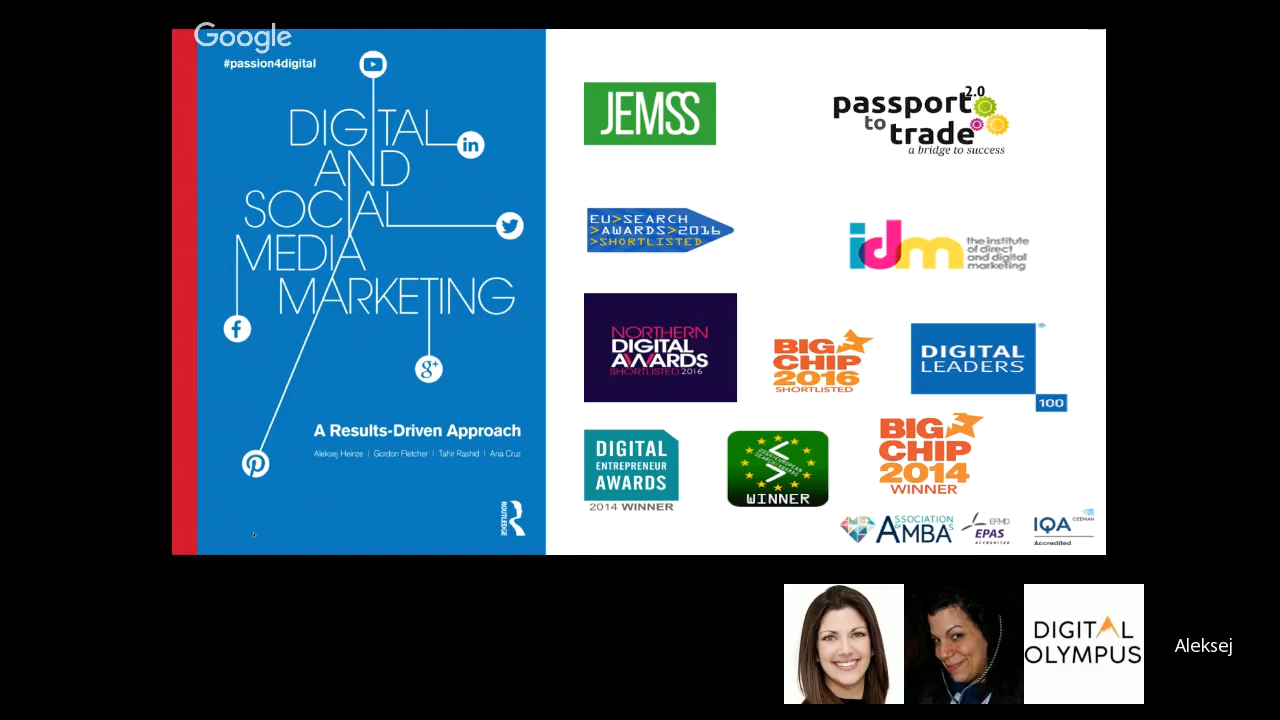 Google
#passion4digital
DIGITAL
AND
SOCIAL
MEDIA
MARKETING
A Results-Driven Approach
Aleksej Heinze | Gordon Fletcher | Tahir Rashid | Ana Cruz
ROUTLEDGE
JEMSS
2.0
passport
to
trade
a bridge to success
EU>SEARCH
>AWARDS>2016
>SHORTLISTED
idm
the institute
of direct
and digital
marketing
NORTHERN
DIGITAL
AWARDS
SHORTLISTED 2016
BIG
CHIP
2016
SHORTLISTED
DIGITAL
LEADERS
100
DIGITAL
ENTREPRENEUR
AWARDS
2014 WINNER
WINNER
BIG
CHIP
2014
WINNER
ASSOCIATION
OF AMBA'S
EFMD
EPAS
ACCREDITED
CEEMAN
IQA
Accredited
DIGITAL
OLYMPUS
Aleksej